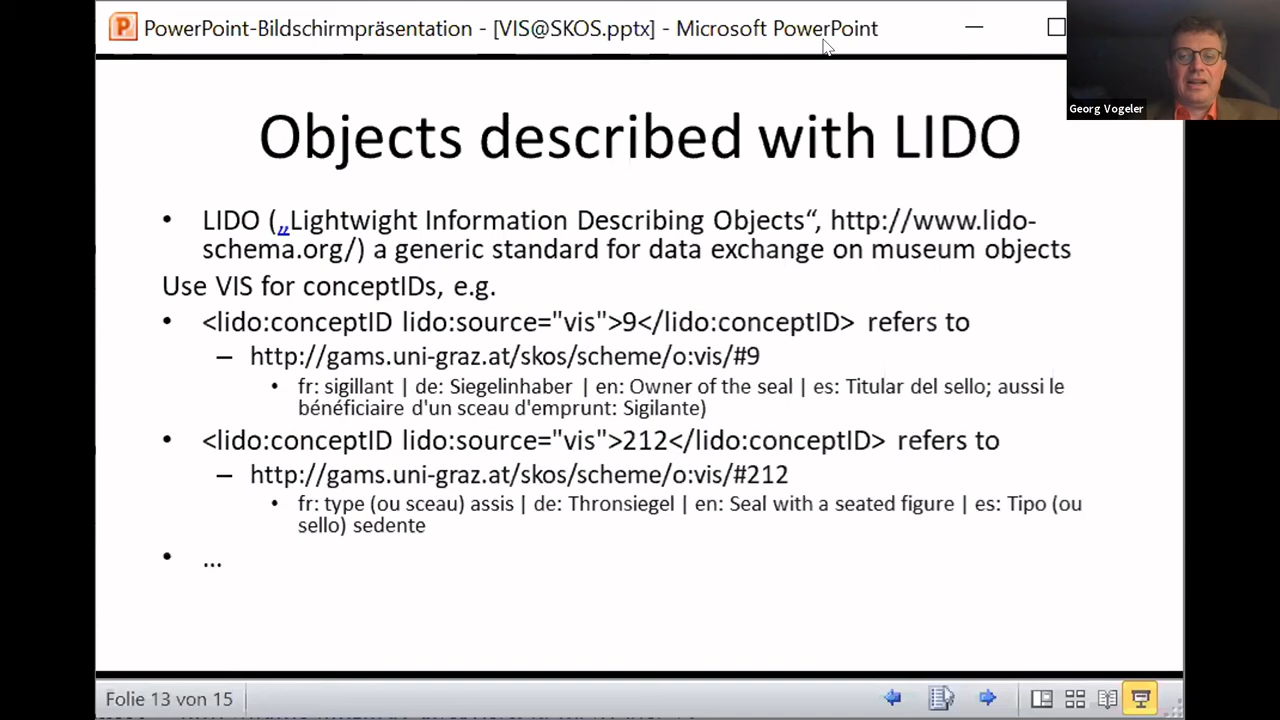 PowerPoint-Bildschirmpräsentation - [VIS@SKOS.pptx] - Microsoft PowerPoint
Georg Vogeler
Objects described with LIDO
• LIDO („Lightwight Information Describing Objects“, http://www.lido-
schema.org/) a generic standard for data exchange on museum objects
Use VIS for conceptIDs, e.g.
• <lido:conceptID lido:source="vis">9</lido:conceptID> refers to
– http://gams.uni-graz.at/skos/scheme/o:vis/#9
• fr: sigillant | de: Siegelinhaber | en: Owner of the seal | es: Titular del sello; aussi le
bénéficiaire d'un sceau d'emprunt: Sigilante)
• <lido:conceptID lido:source="vis">212</lido:conceptID> refers to
– http://gams.uni-graz.at/skos/scheme/o:vis/#212
• fr: type (ou sceau) assis | de: Thronsiegel | en: Seal with a seated figure | es: Tipo (ou
sello) sedente
• ...
Folie 13 von 15